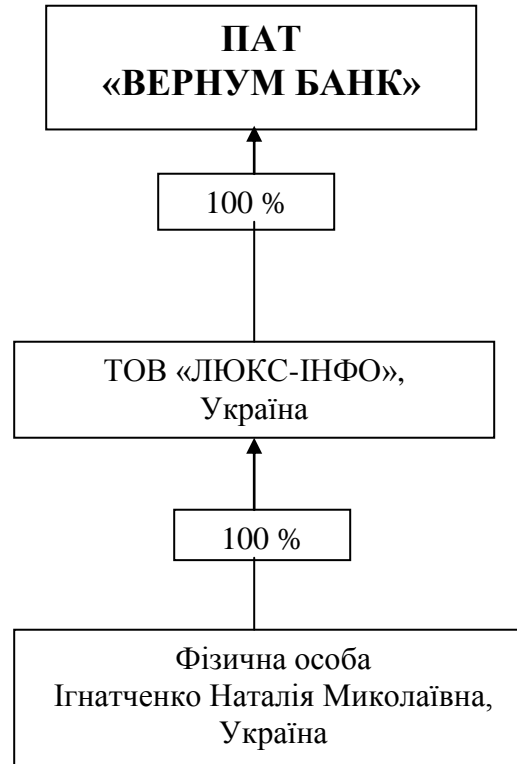 ПАТ
«ВЕРНУМ БАНК»
100 %
ТОВ «ЛЮКС-ІНФО»,
Україна
100 %
Фізична особа
Ігнатченко Наталія Миколаївна,
Україна